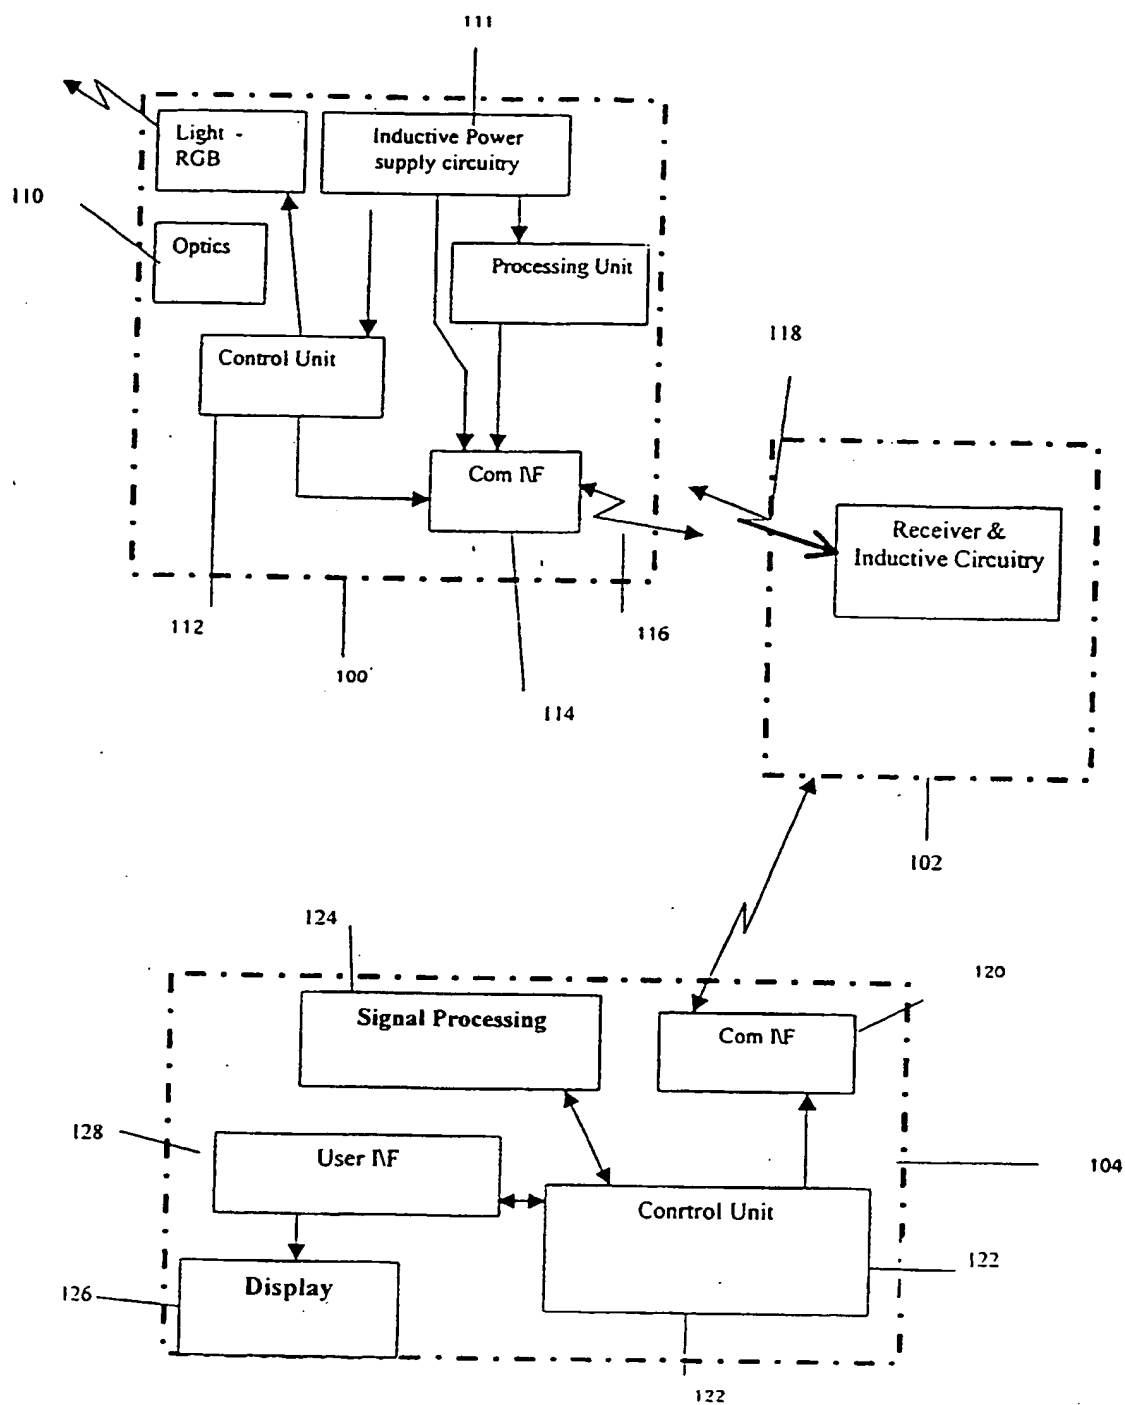 111
Light -
RGB
Inductive Power
supply circuitry
110
Optics
Processing Unit
118
Control Unit
Com I\F
Receiver &
Inductive Circuitry
112
116
100
114
102
124
120
Signal Processing
Com I\F
128
User I\F
104
Conrtrol Unit
122
Display
126
122